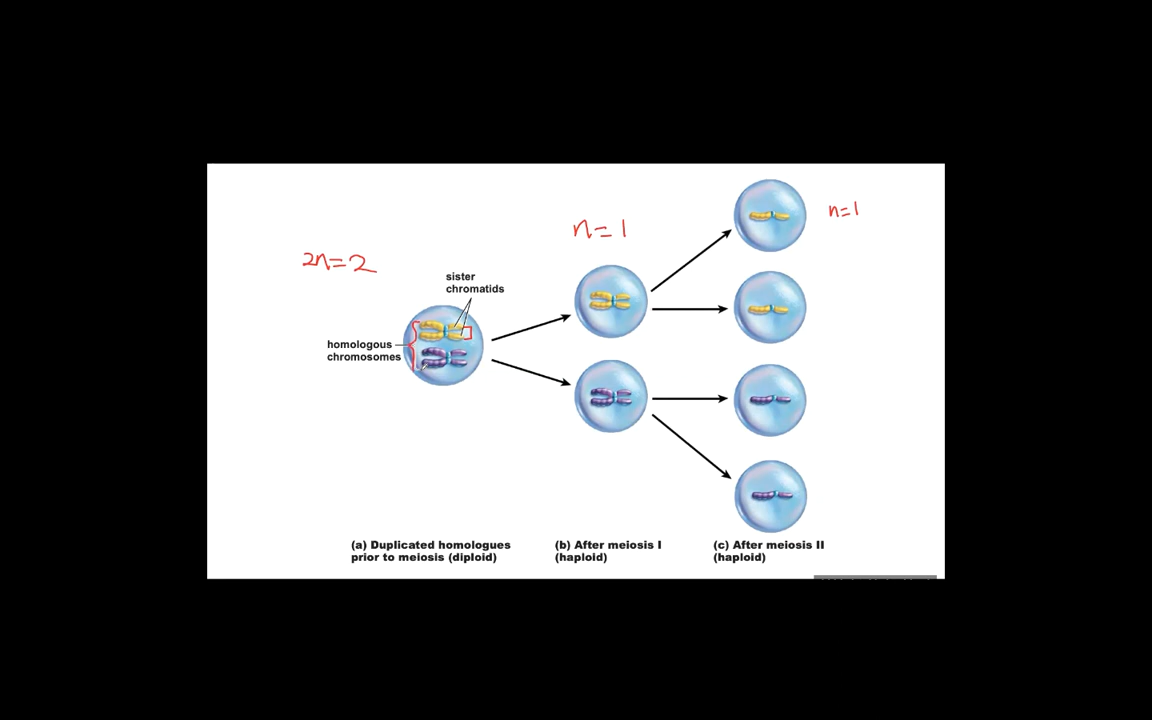 n=1
n=1
2n=2
sister
chromatids
homologous
chromosomes
(a) Duplicated homologues
prior to meiosis (diploid)
(b) After meiosis I
(haploid)
(c) After meiosis II
(haploid)